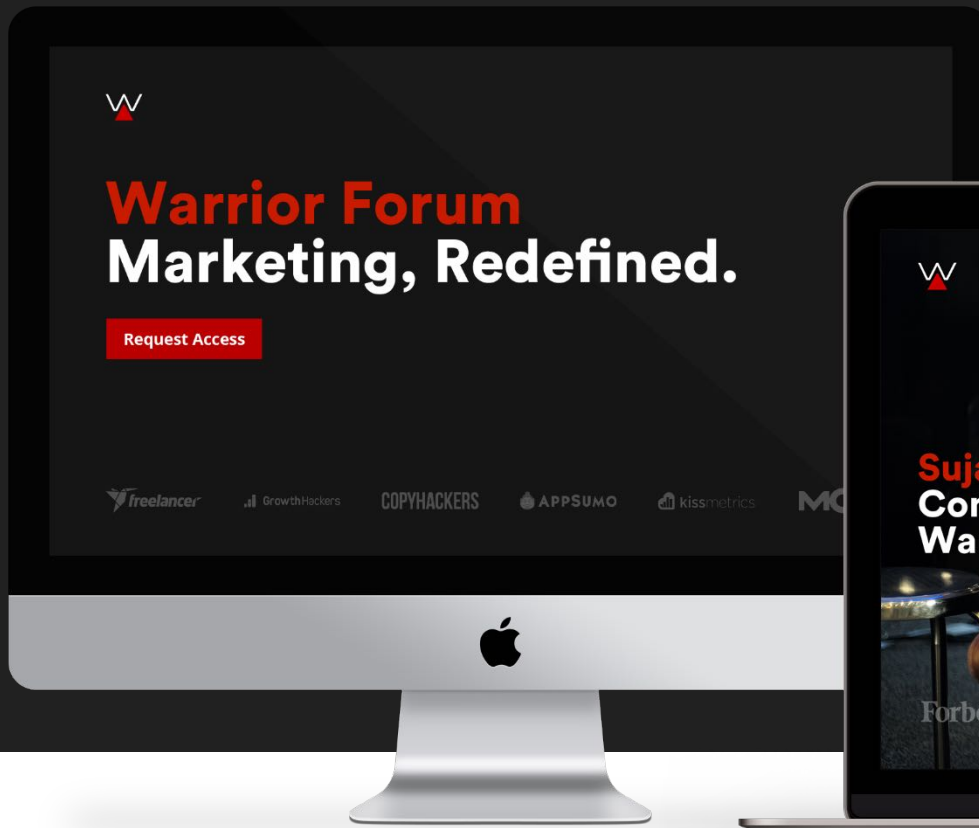 Warrior Forum
Marketing, Redefined.
Request Access
freelancer
GrowthHackers
COPYHACKERS
APPSUMO
kissmetrics